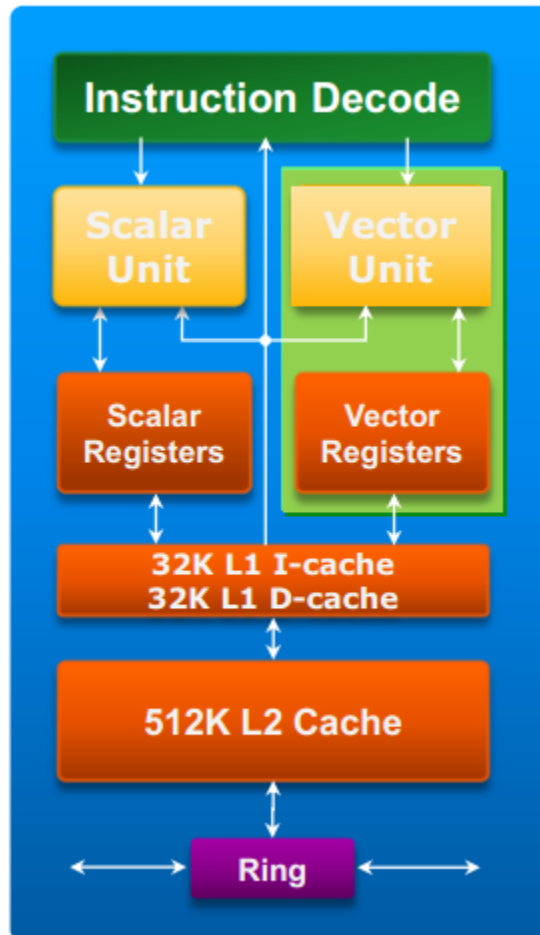 Instruction Decode
Scalar
Unit
Vector
Unit
Scalar
Registers
Vector
Registers
32K L1 I-cache
32K L1 D-cache
512K L2 Cache
Ring